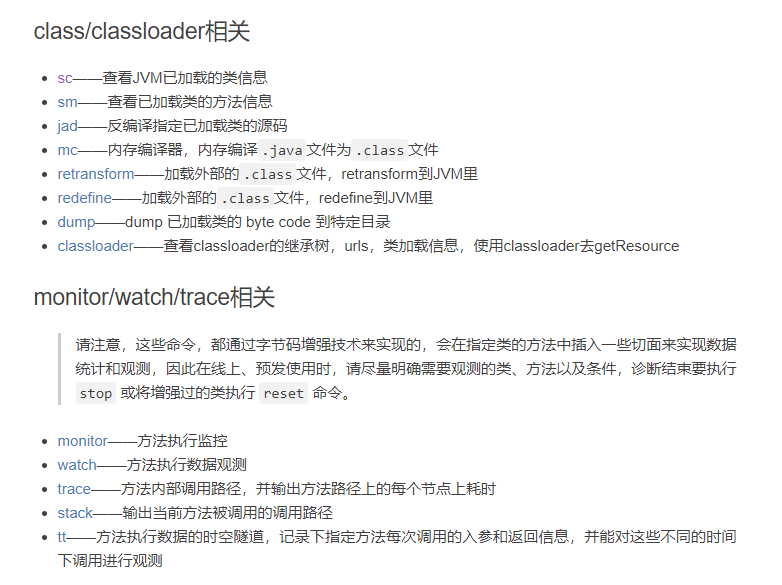 class/classloader相关
sc——查看JVM已加载的类信息
sm——查看已加载类的方法信息
jad——反编译指定已加载类的源码
mc——内存编译器，内存编译.java文件为.class文件
retransform——加载外部的.class文件，retransform到JVM里
redefine——加载外部的.class文件，redefine到JVM里
dump——dump 已加载类的 byte code 到特定目录
classloader——查看classloader的继承树，urls，类加载信息，使用classloader去getResource
monitor/watch/trace相关
请注意，这些命令，都通过字节码增强技术来实现的，会在指定类的方法中插入一些切面来实现数据
统计和观测，因此在线上、预发使用时，请尽量明确需要观测的类、方法以及条件，诊断结束要执行
stop 或将增强过的类执行 reset 命令。
monitor——方法执行监控
watch——方法执行数据观测
trace——方法内部调用路径，并输出方法路径上的每个节点上耗时
stack——输出当前方法被调用的调用路径
tt——方法执行数据的时空隧道，记录下指定方法每次调用的入参和返回信息，并能对这些不同的时间
下调用进行观测